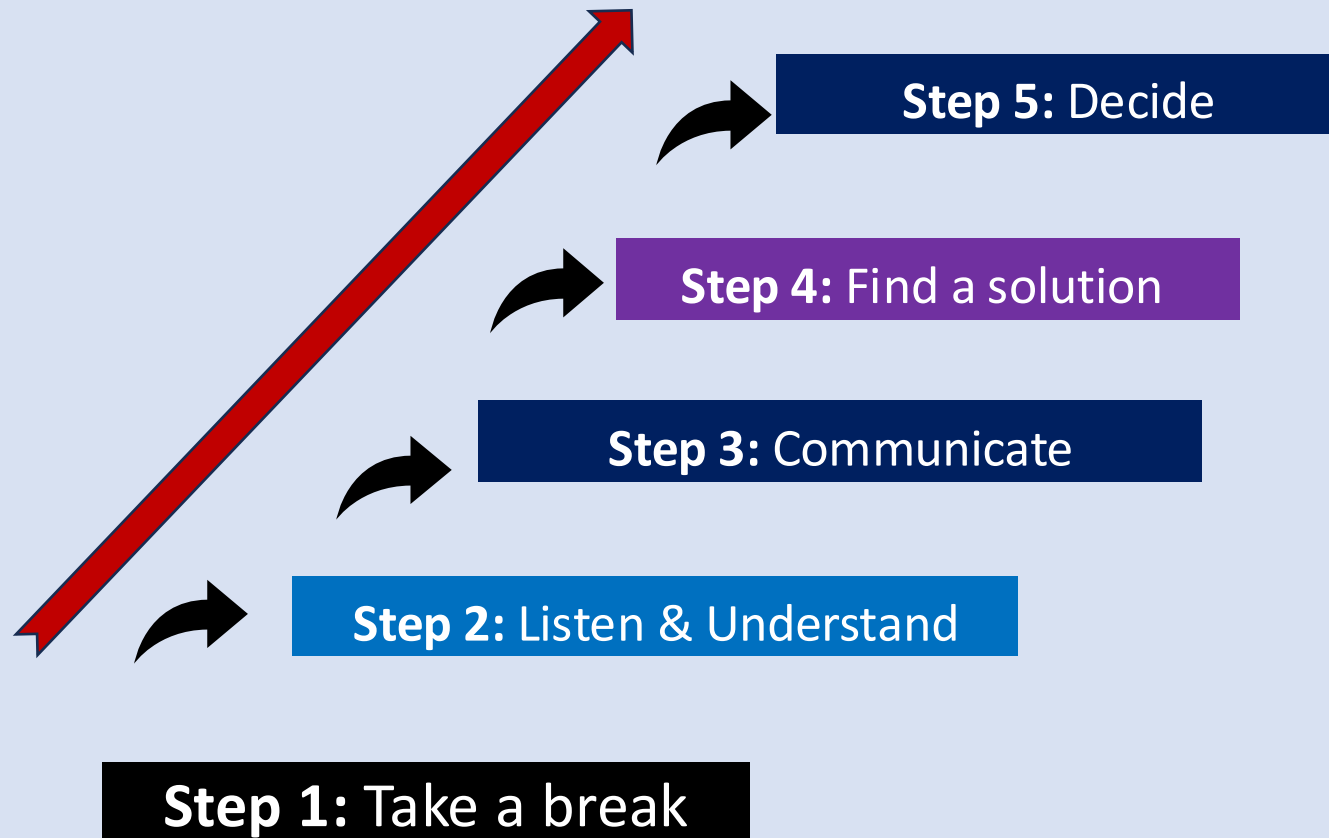 Step 5: Decide
Step 4: Find a solution
Step 3: Communicate
Step 2: Listen & Understand
Step 1: Take a break